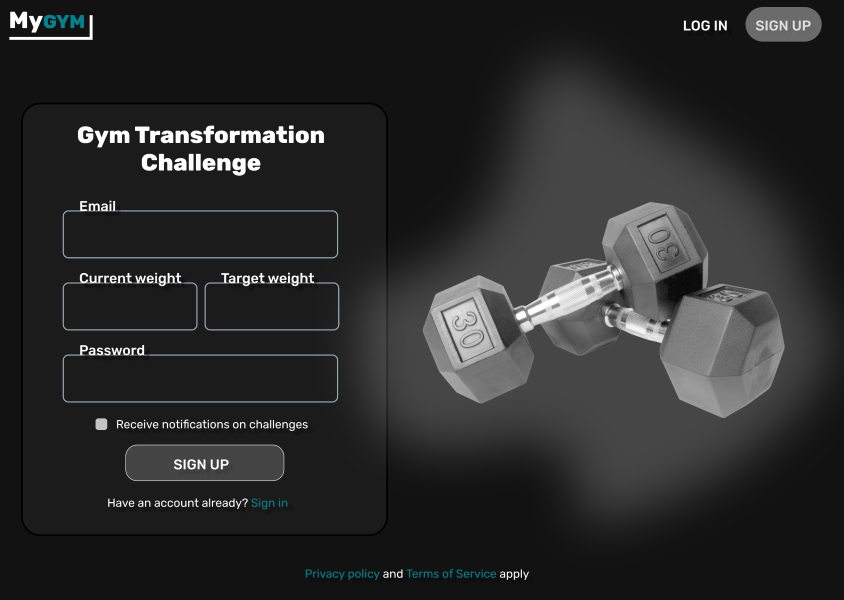 MyGYM
LOG IN
SIGN UP
Gym Transformation
Challenge
Email
Current weight
Target weight
Password
Receive notifications on challenges
SIGN UP
Have an account already? Sign in
30
30
Privacy policy and Terms of Service apply